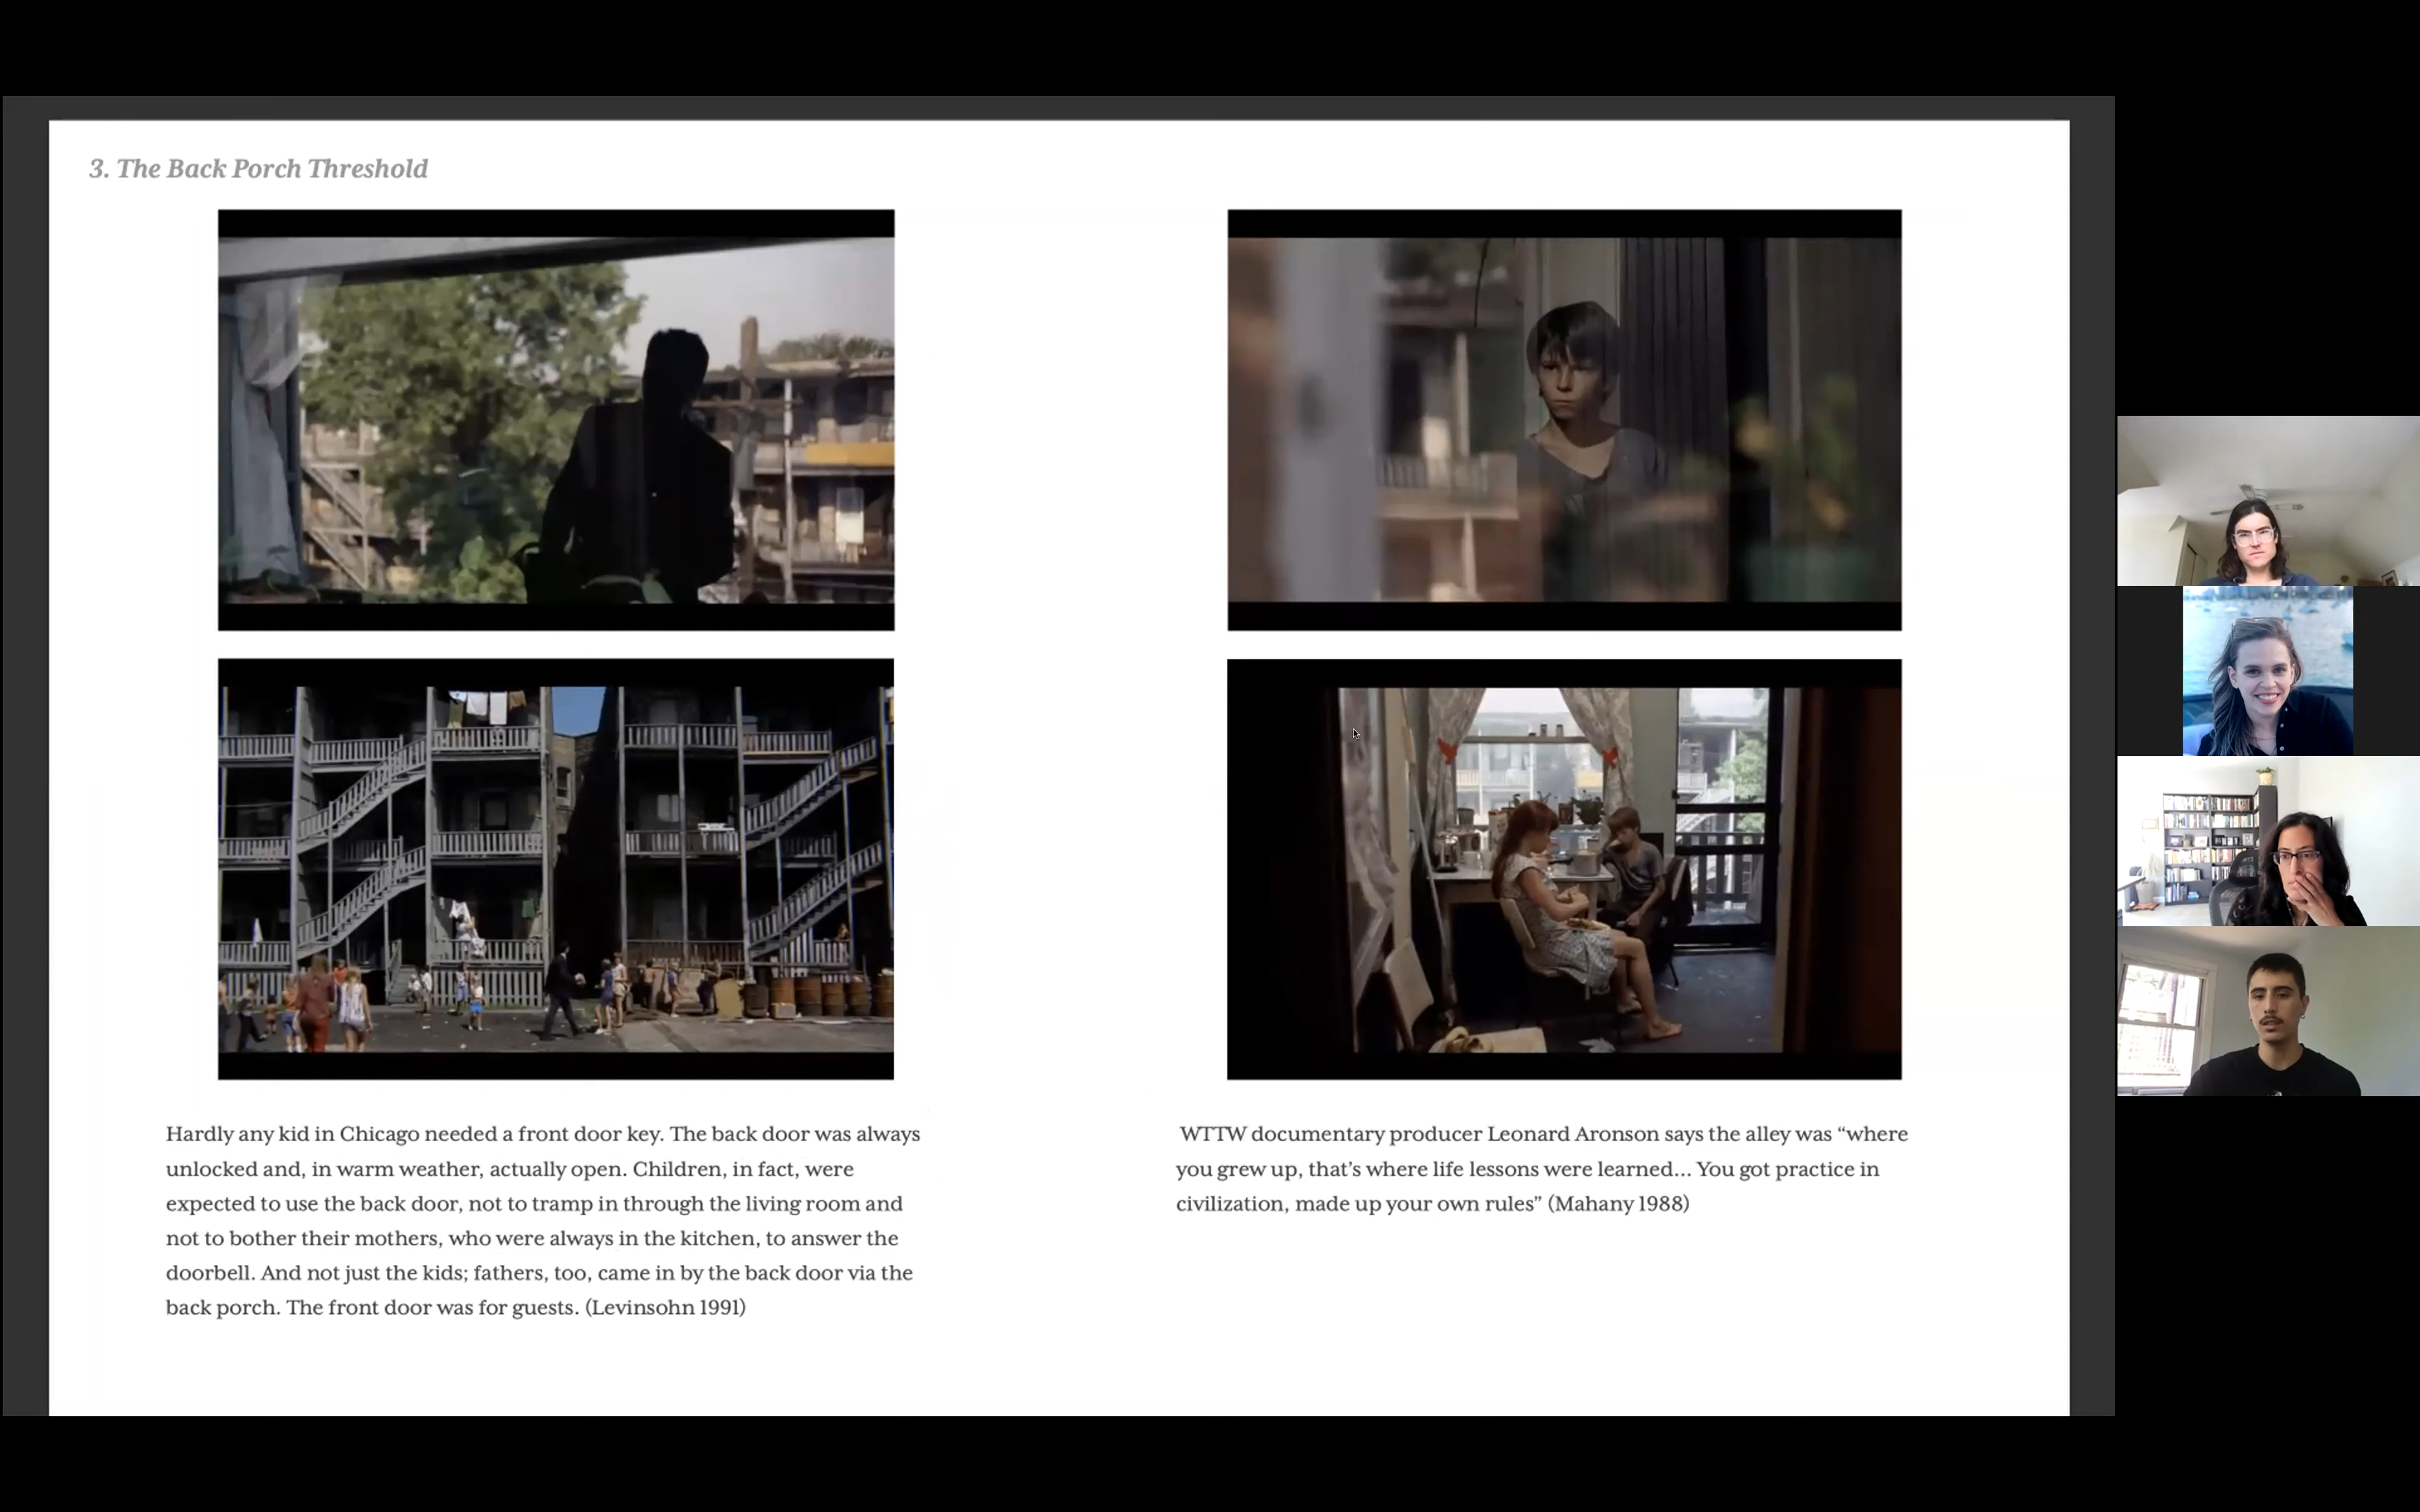 3. The Back Porch Threshold
Hardly any kid in Chicago needed a front door key. The back door was always
unlocked and, in warm weather, actually open. Children, in fact, were
expected to use the back door, not to tramp in through the living room and
not to bother their mothers, who were always in the kitchen, to answer the
doorbell. And not just the kids; fathers, too, came in by the back door via the
back porch. The front door was for guests. (Levinsohn 1991)
WTTW documentary producer Leonard Aronson says the alley was “where
you grew up, that’s where life lessons were learned... You got practice in
civilization, made up your own rules” (Mahany 1988)